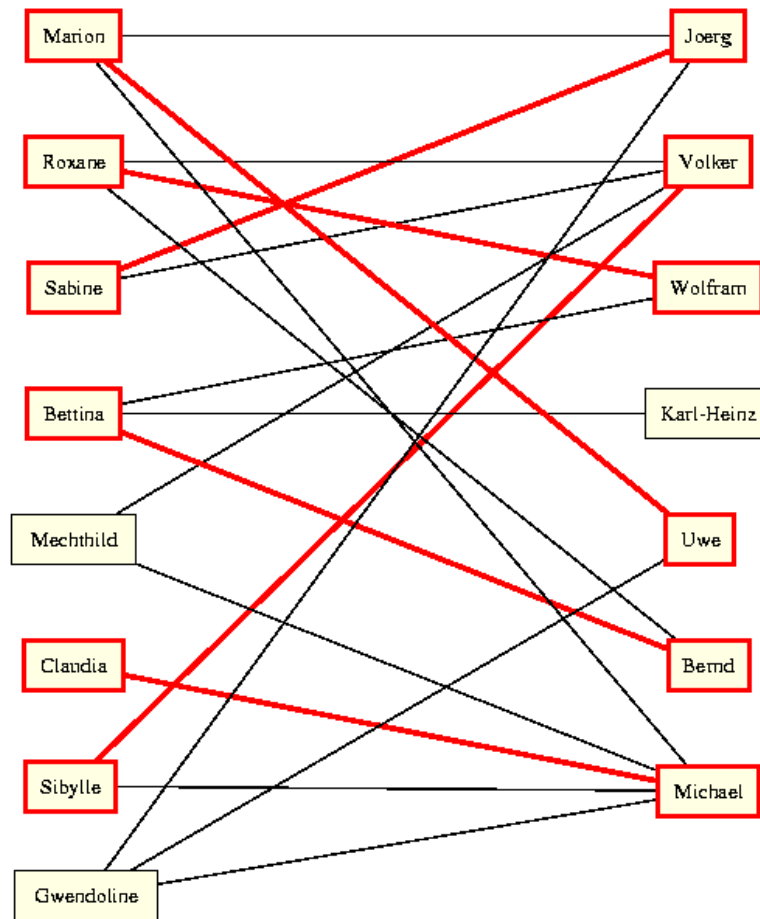 Marion
Joerg
Roxane
Volker
Sabine
Wolfram
Bettina
Karl-Heinz
Mechthild
Uwe
Claudia
Bernd
Sibylle
Michael
Gwendoline